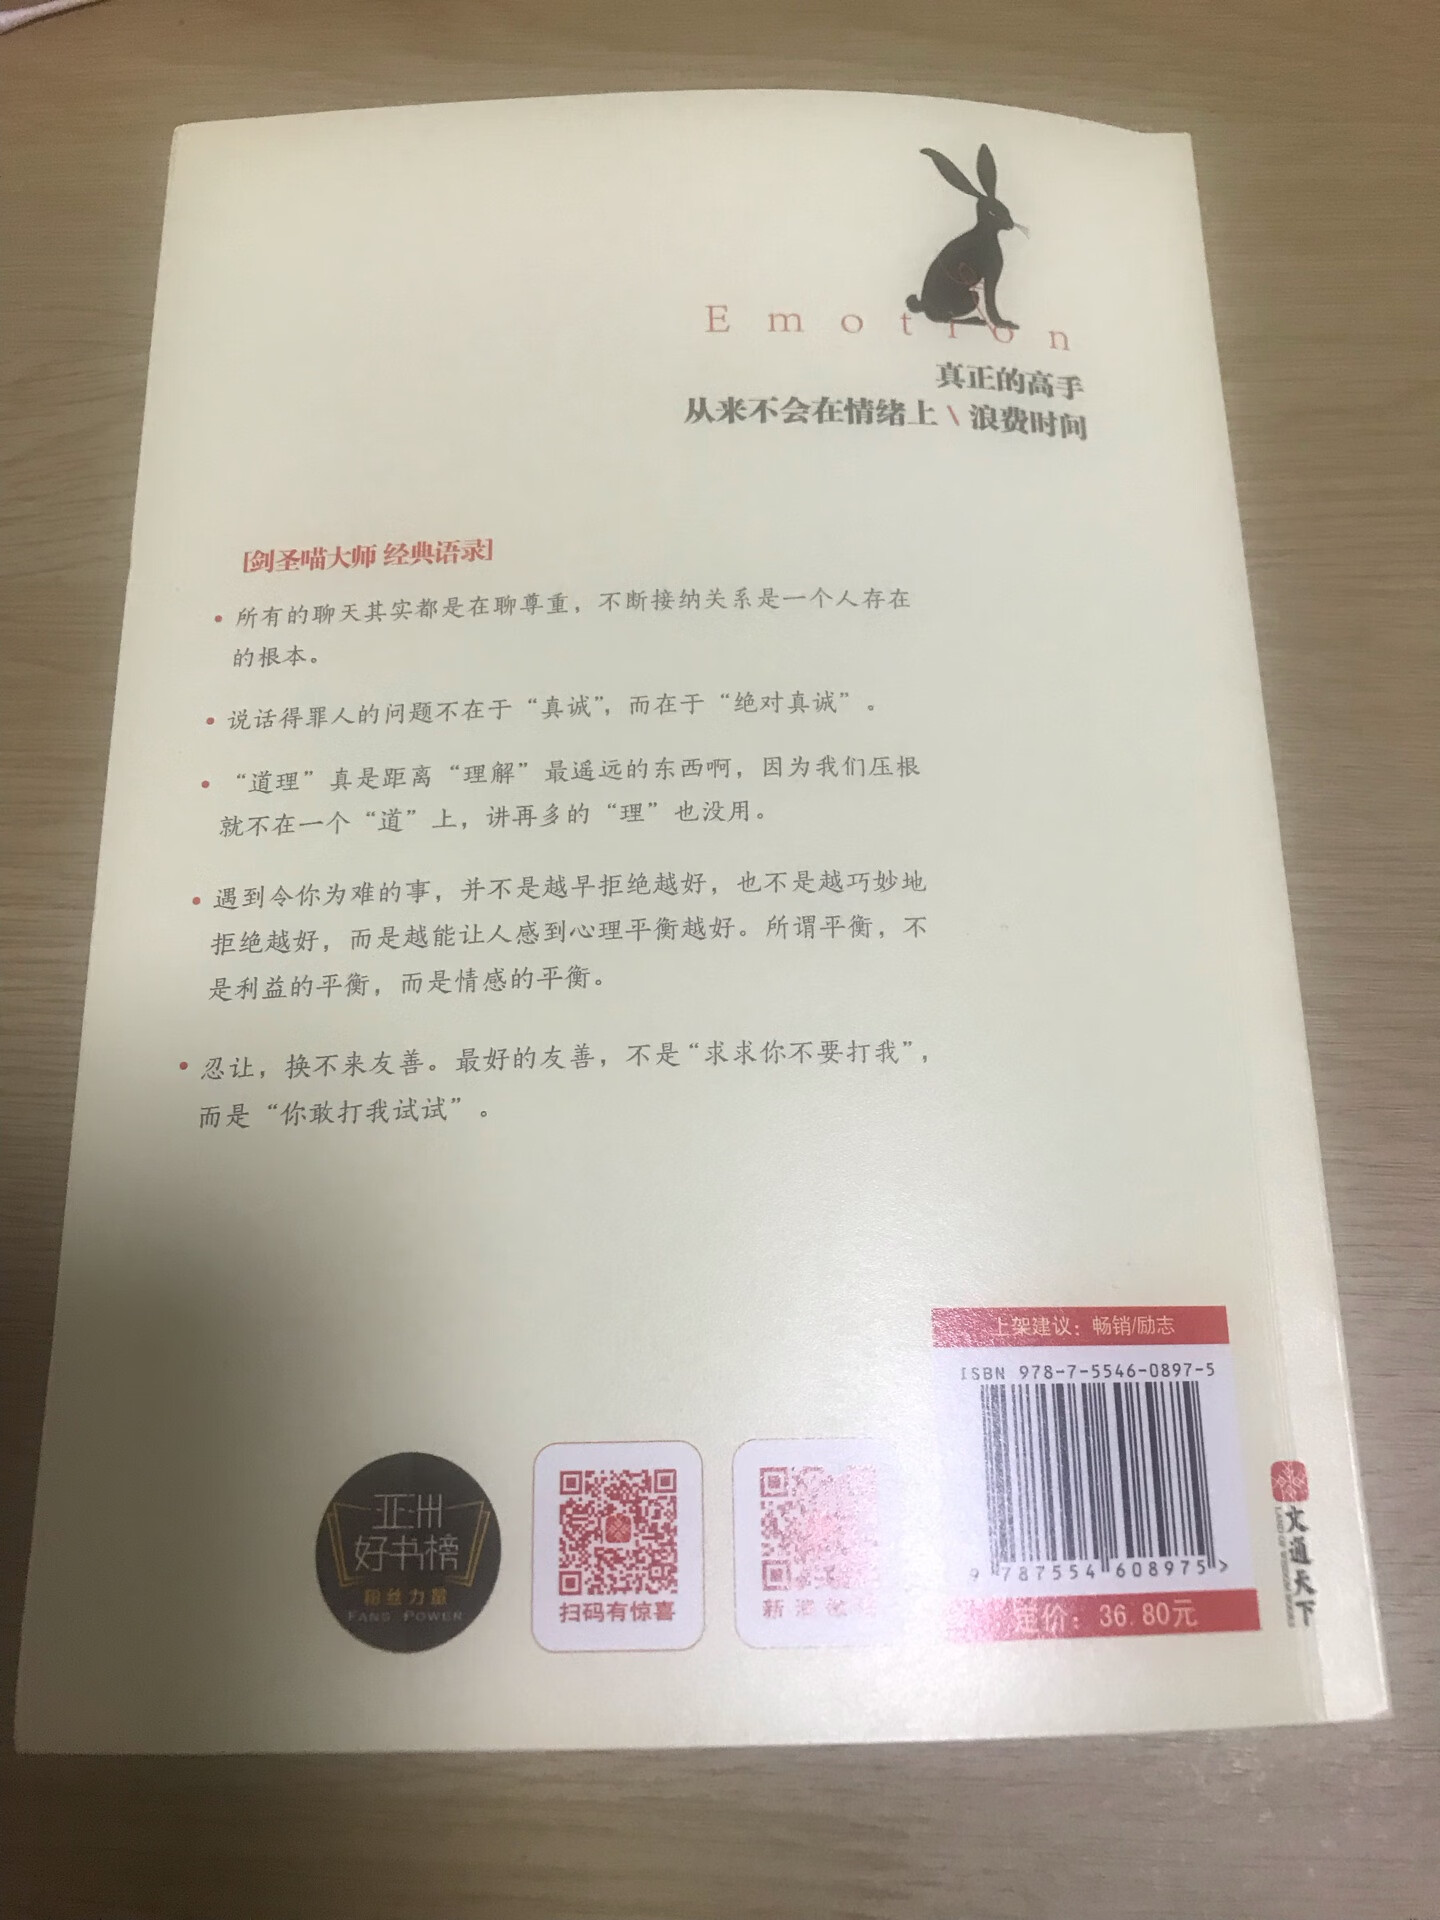 Emotion
真正的高手
从来不会在情绪上\浪费时间
[剑圣喵大师 经典语录]
• 所有的聊天其实都是在聊尊重，不断接纳关系是一个人存在
的根本。
• 说话得罪人的问题不在于“真诚”，而在于“绝对真诚”。
• “道理”真是距离“理解”最遥远的东西啊，因为我们压根
就不在一个“道”上，讲再多的“理”也没用。
• 遇到令你为难的事，并不是越早拒绝越好，也不是越巧妙地
拒绝越好，而是越能让人感到心理平衡越好。所谓平衡，不
是利益的平衡，而是情感的平衡。
• 忍让，换不来友善。最好的友善，不是“求求你不要打我”，
而是“你敢打我试试”。
上架建议：畅销/励志
ISBN 978-7-5546-0897-5
9 787554 608975 >
定价：36.80元
亚洲
好书榜
粉丝力量
FANS POWER
扫码有惊喜
新浪微
文通天下